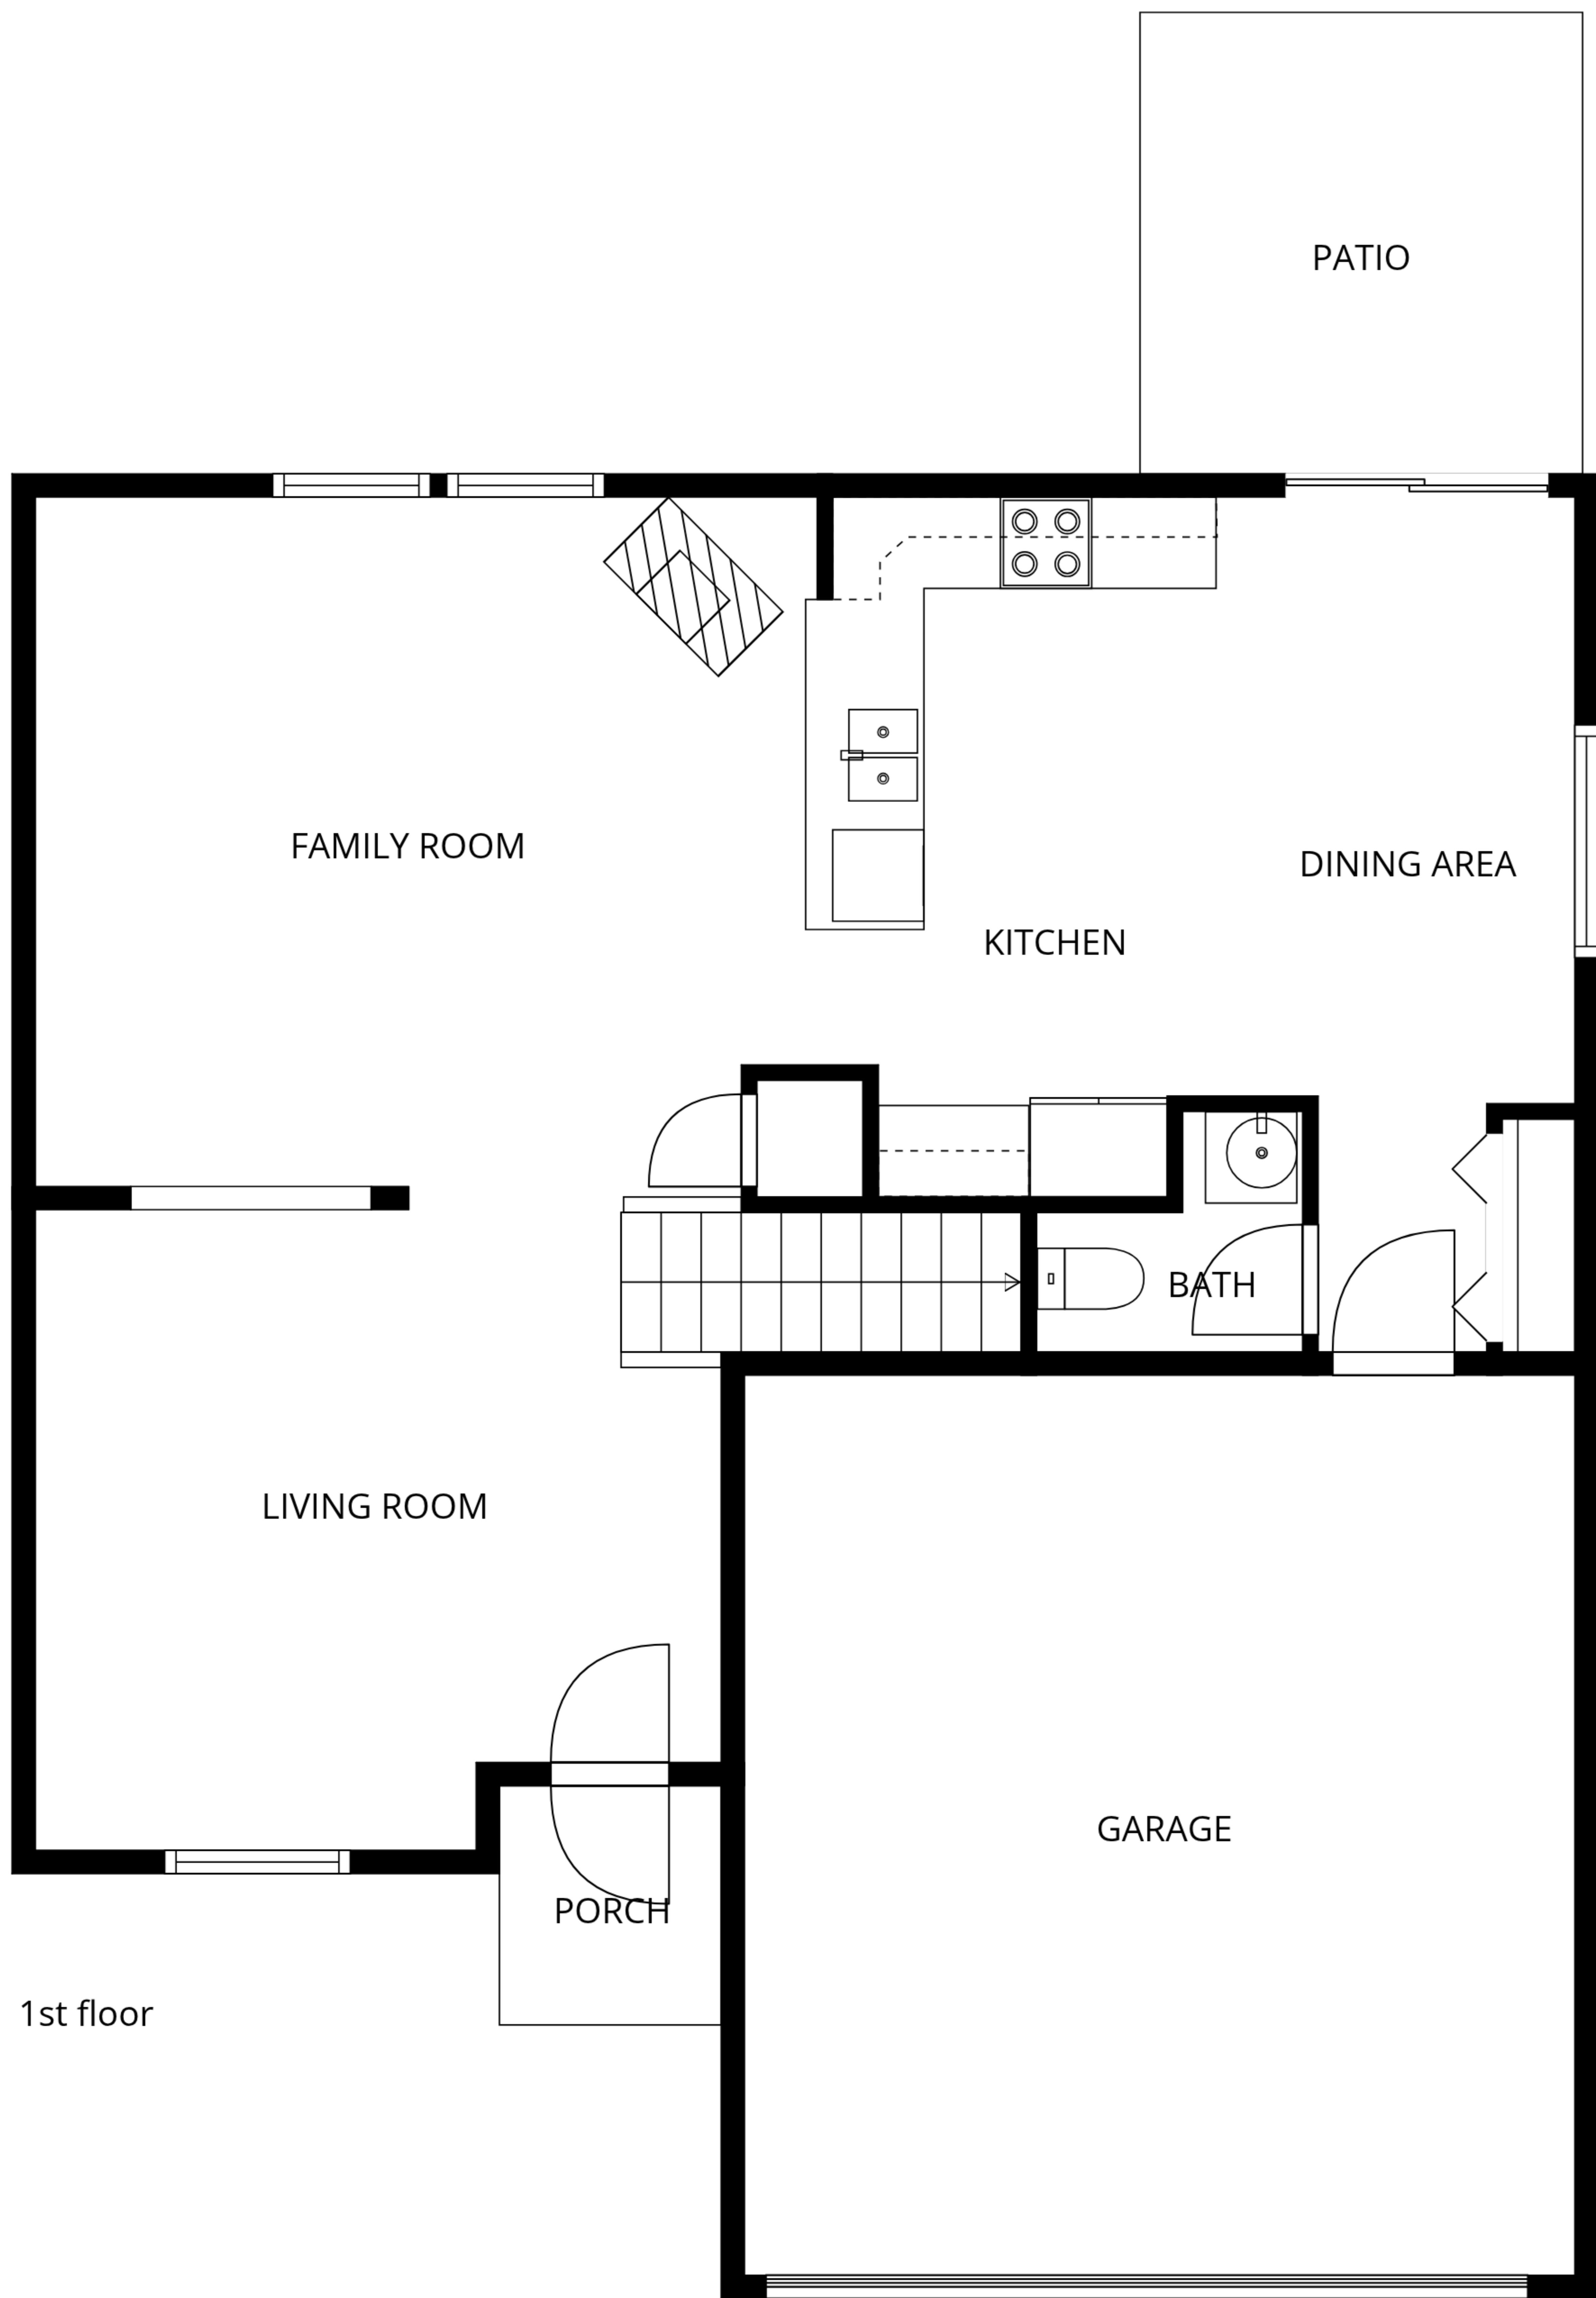 PATIO
FAMILY ROOM
DINING AREA
KITCHEN
BATH
LIVING ROOM
GARAGE
PORCH
1st floor